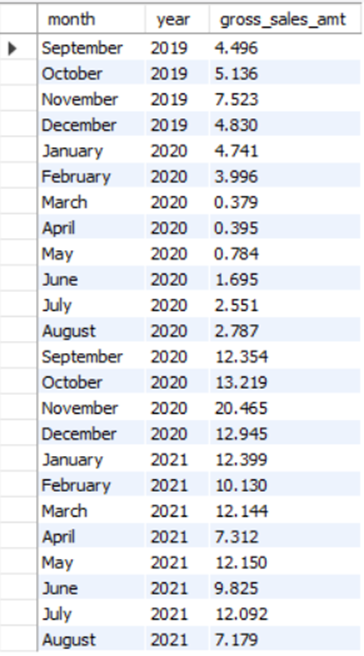 month year gross_sales_amt
September 2019 4.496
October 2019 5.136
November 2019 7.523
December 2019 4.830
January 2020 4.741
February 2020 3.996
March 2020 0.379
April 2020 0.395
May 2020 0.784
June 2020 1.695
July 2020 2.551
August 2020 2.787
September 2020 12.354
October 2020 13.219
November 2020 20.465
December 2020 12.945
January 2021 12.399
February 2021 10.130
March 2021 12.144
April 2021 7.312
May 2021 12.150
June 2021 9.825
July 2021 12.092
August 2021 7.179